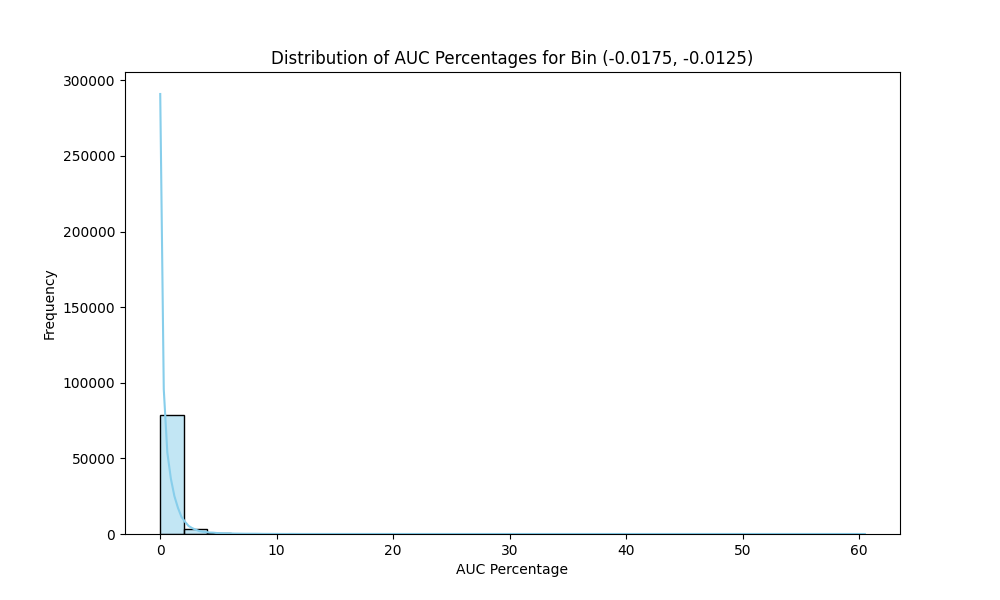 Distribution of AUC Percentages for Bin (-0.0175, -0.0125)
300000
250000
200000
150000
100000
50000
0
Frequency
0 10 20 30 40 50 60
AUC Percentage